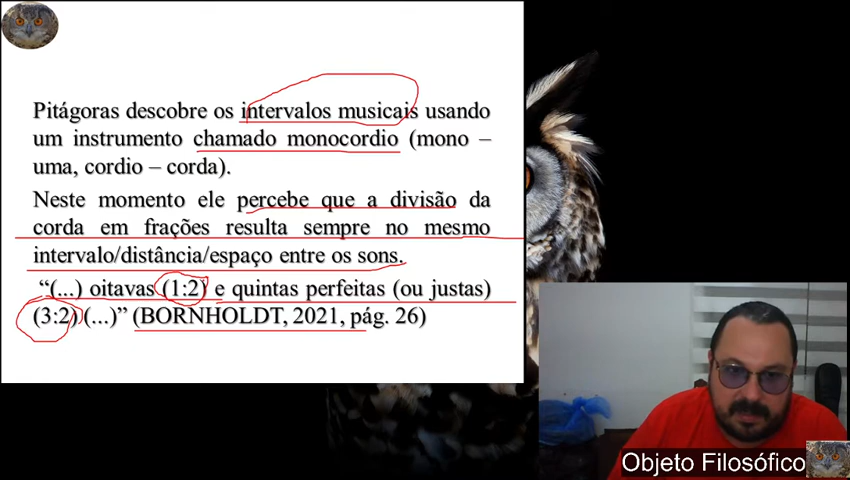 Pitágoras descobre os intervalos musicais usando
um instrumento chamado monocordio (mono –
uma, cordio – corda).
Neste momento ele percebe que a divisão da
corda em frações resulta sempre no mesmo
intervalo/distância/espaço entre os sons.
“(...) oitavas (1:2) e quintas perfeitas (ou justas)
(3:2) (...)” (BORNHOLDT, 2021, pág. 26)
Objeto Filosófico